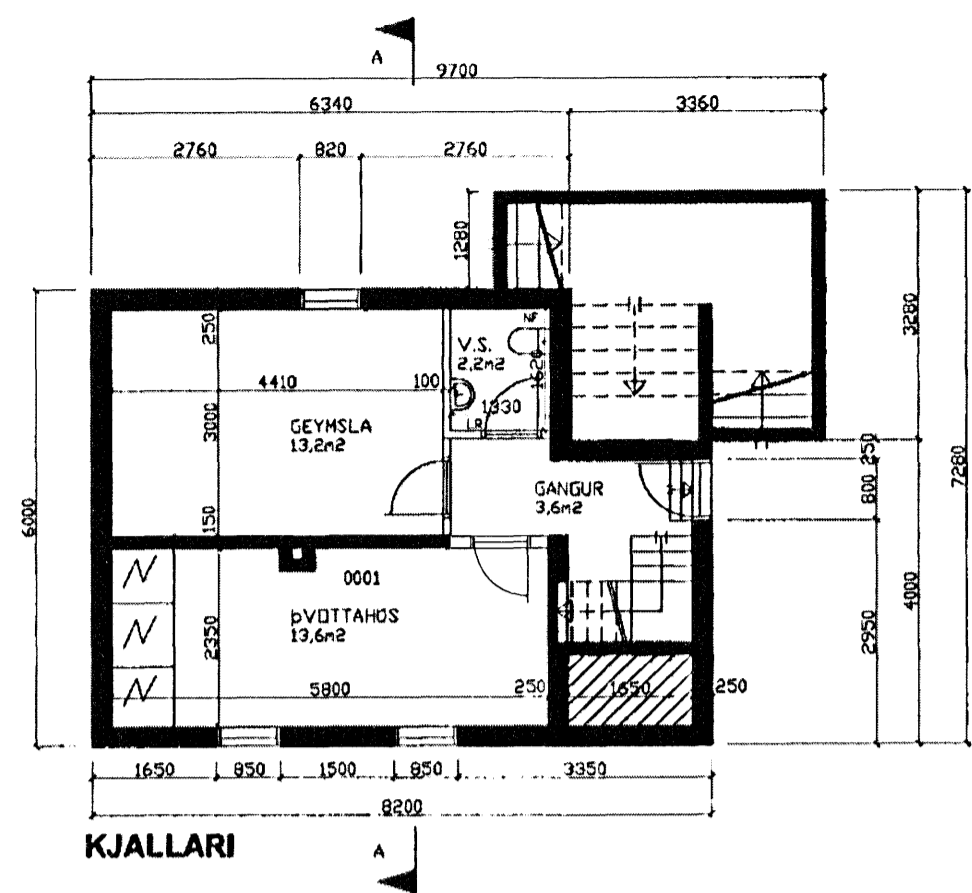 A
9700
6340 3360
2760 820 2760
1280
250
NF
V.S.
2,2m2
1620
4410 100
1330
LR
3000
GEYMSLA
13,2m2
3280
250
7280
GANGUR
3,6m2
800
6000
150
0001
ÞVOTTAHÚS
13,6m2
2350
4000
2950
5800 250 1650 250
1650 850 1500 850 3350
8200
KJALLARI
A